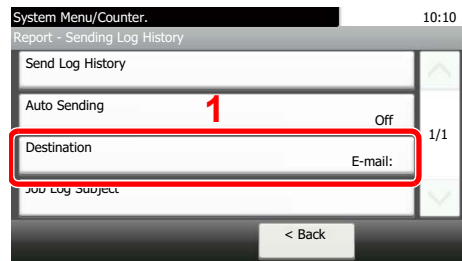 System Menu/Counter. 10:10
Report - Sending Log History
Send Log History
Auto Sending
1
Off
1/1
Destination
E-mail:
Job Log Subject
< Back